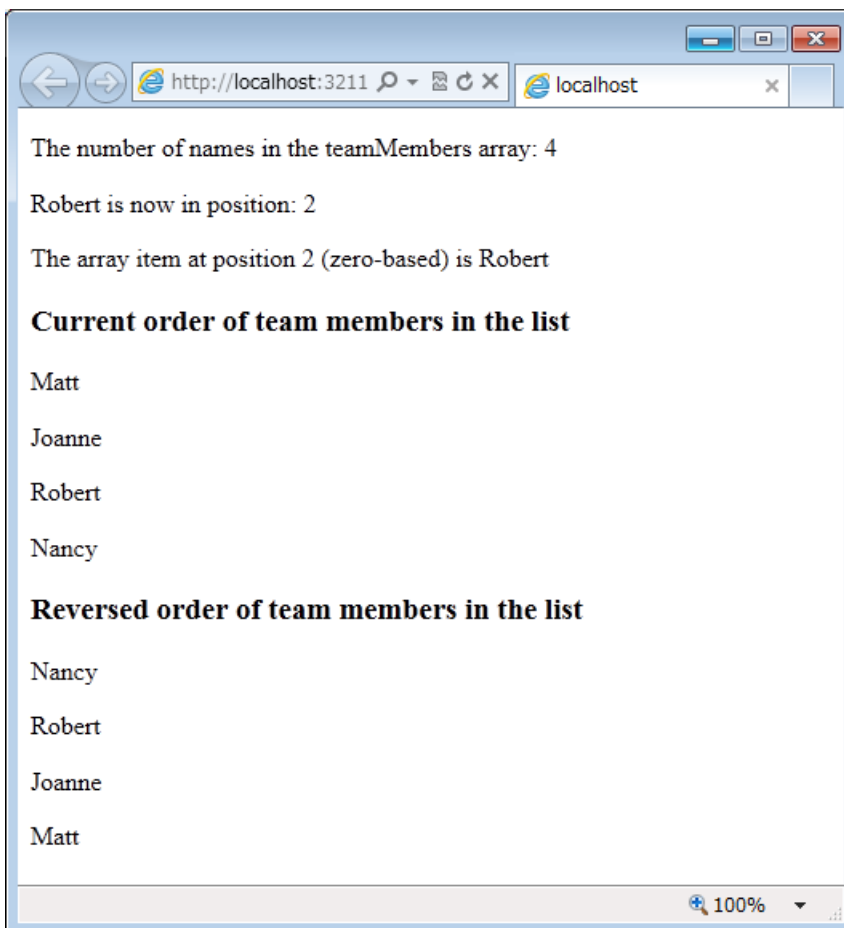 http://localhost:3211
localhost
The number of names in the teamMembers array: 4
Robert is now in position: 2
The array item at position 2 (zero-based) is Robert
Current order of team members in the list
Matt
Joanne
Robert
Nancy
Reversed order of team members in the list
Nancy
Robert
Joanne
Matt
100%